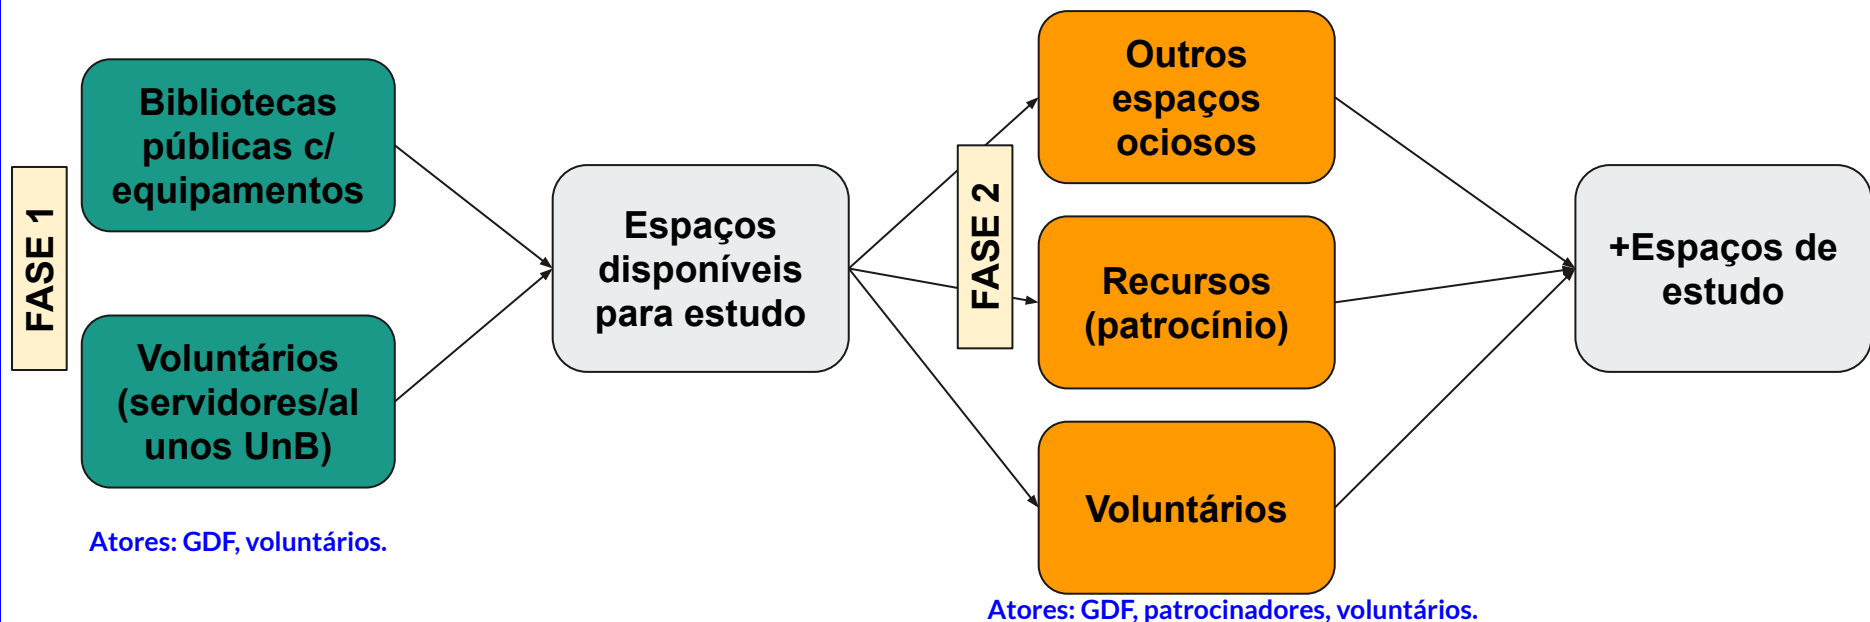 FASE 1
Bibliotecas
públicas c/
equipamentos
Voluntários
(servidores/al
unos UnB)
Atores: GDF, voluntários.
Espaços
disponíveis
para estudo
FASE 2
Outros
espaços
ociosos
Recursos
(patrocínio)
Voluntários
Atores: GDF, patrocinadores, voluntários.
+Espaços de
estudo